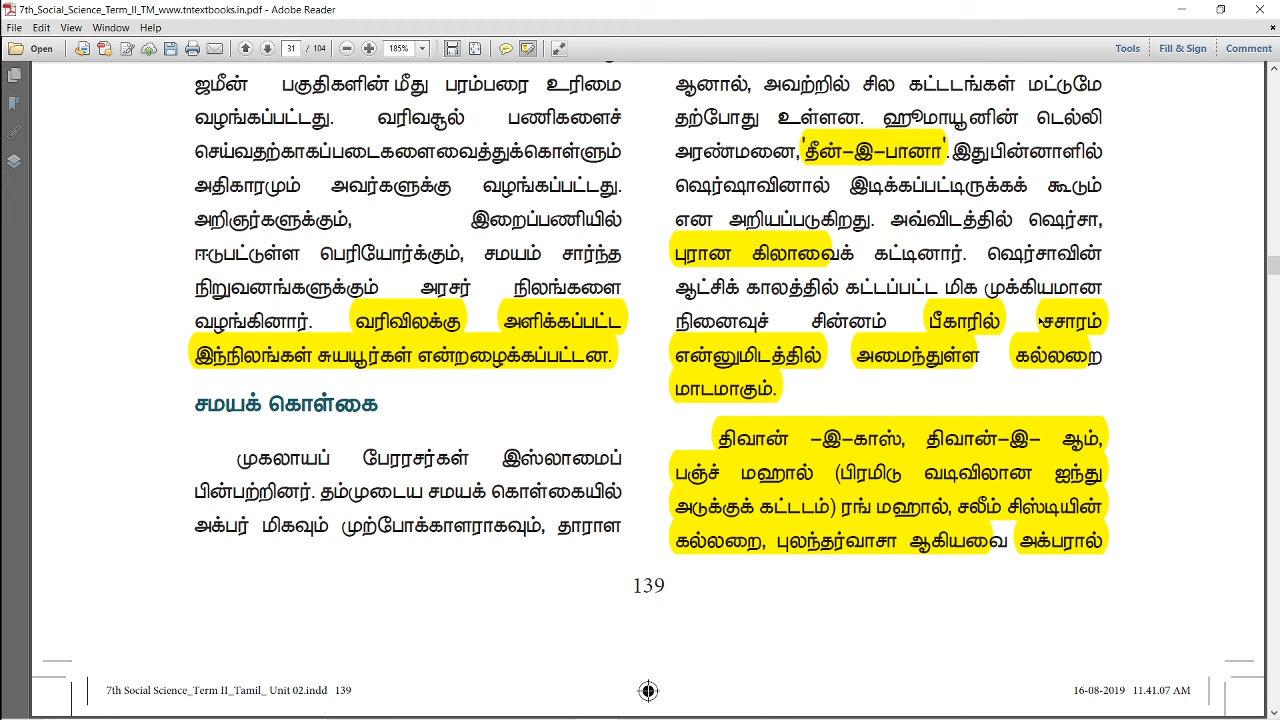 7th_Social_Science_Term_II_TM_www.tntextbooks.in.pdf - Adobe Reader
File Edit View Window Help
Open 31 / 104 185% Tools Fill & Sign Comment
ஜமீன் பகுதிகளின் மீது பரம்பரை உரிமை
வழங்கப்பட்டது. வரிவசூல் பணிகளைச்
செய்வதற்காகப்படைகளைவைத்துக்கொள்ளும்
அதிகாரமும் அவர்களுக்கு வழங்கப்பட்டது.
அறிஞர்களுக்கும், இறைப்பணியில்
ஈடுபட்டுள்ள பெரியோர்க்கும், சமயம் சார்ந்த
நிறுவனங்களுக்கும் அரசர் நிலங்களை
வழங்கினார். வரிவிலக்கு அளிக்கப்பட்ட
இந்நிலங்கள் சுயயூர்கள் என்றழைக்கப்பட்டன.
சமயக் கொள்கை
முகலாயப் பேரரசர்கள் இஸ்லாமைப்
பின்பற்றினர். தம்முடைய சமயக் கொள்கையில்
அக்பர் மிகவும் முற்போக்காளராகவும், தாராள
ஆனால், அவற்றில் சில கட்டடங்கள் மட்டுமே
தற்போது உள்ளன. ஹூமாயூனின் டெல்லி
அரண்மனை, 'தீன்–இ–பானா'. இதுபின்னாளில்
ஷெர்ஷாவினால் இடிக்கப்பட்டிருக்கக் கூடும்
என அறியப்படுகிறது. அவ்விடத்தில் ஷெர்சா,
புரான கிலாவைக் கட்டினார். ஷெர்சாவின்
ஆட்சிக் காலத்தில் கட்டப்பட்ட மிக முக்கியமான
நினைவுச் சின்னம் பீகாரில் சசாரம்
என்னுமிடத்தில் அமைந்துள்ள கல்லறை
மாடமாகும்.
திவான் –இ–காஸ், திவான்–இ– ஆம்,
பஞ்ச் மஹால் (பிரமிடு வடிவிலான ஐந்து
அடுக்குக் கட்டடம்) ரங் மஹால், சலீம் சிஸ்டியின்
கல்லறை, புலந்தர்வாசா ஆகியவை அக்பரால்
139
7th Social Science_Term II_Tamil_ Unit 02.indd 139 16-08-2019 11.41.07 AM